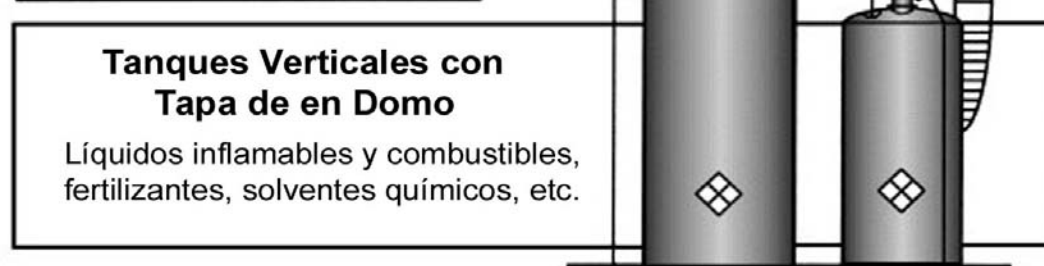 Tanques Verticales con
Tapa de en Domo
Líquidos inflamables y combustibles,
fertilizantes, solventes químicos, etc.